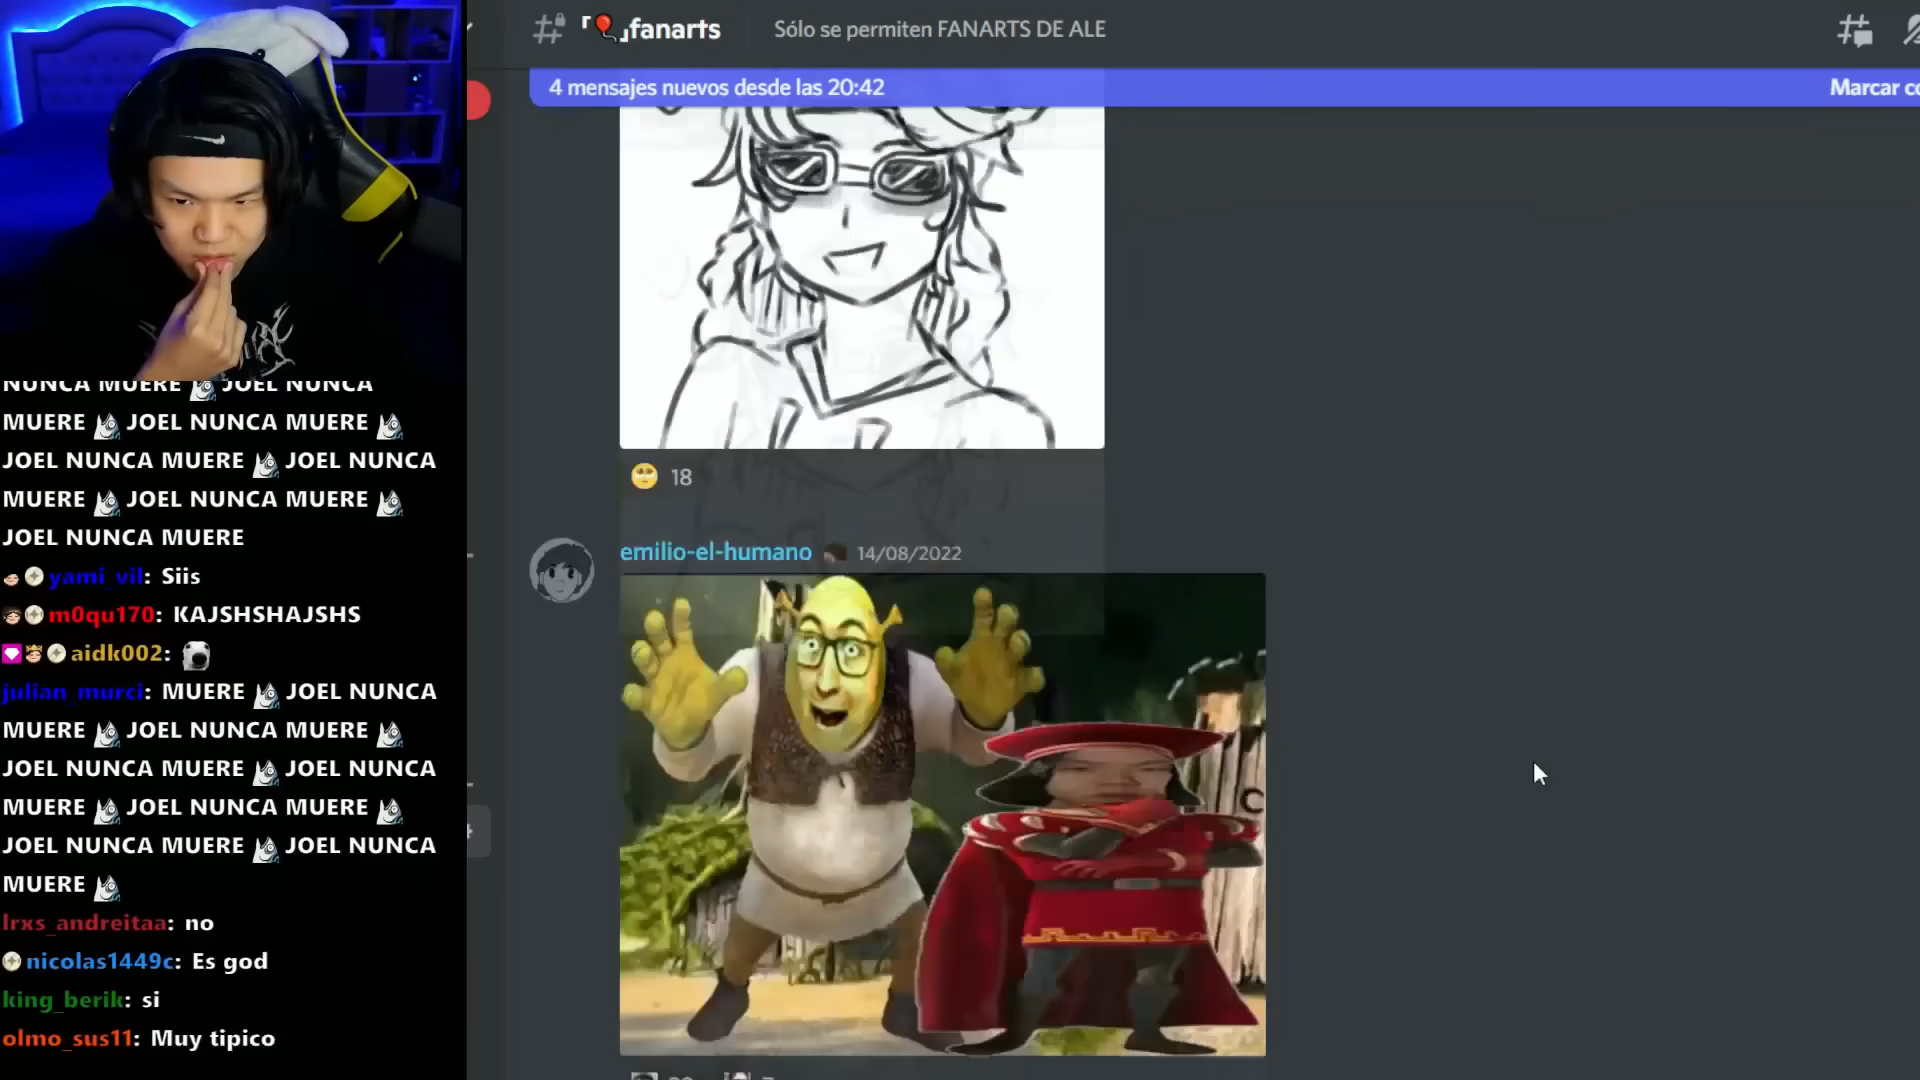 「🎈」fanarts
Sólo se permiten FANARTS DE ALE
4 mensajes nuevos desde las 20:42
Marcar co
18
emilio-el-humano 14/08/2022
NUNCA MUERE JOEL NUNCA
MUERE JOEL NUNCA MUERE
JOEL NUNCA MUERE JOEL NUNCA
MUERE JOEL NUNCA MUERE
JOEL NUNCA MUERE
yami_vil: Siis
m0qu170: KAJSHSHAJSHS
aidk002:
julian_murci: MUERE JOEL NUNCA
MUERE JOEL NUNCA MUERE
JOEL NUNCA MUERE JOEL NUNCA
MUERE JOEL NUNCA MUERE
JOEL NUNCA MUERE JOEL NUNCA
MUERE
lrxs_andreitaa: no
nicolas1449c: Es god
king_berik: si
olmo_sus11: Muy tipico